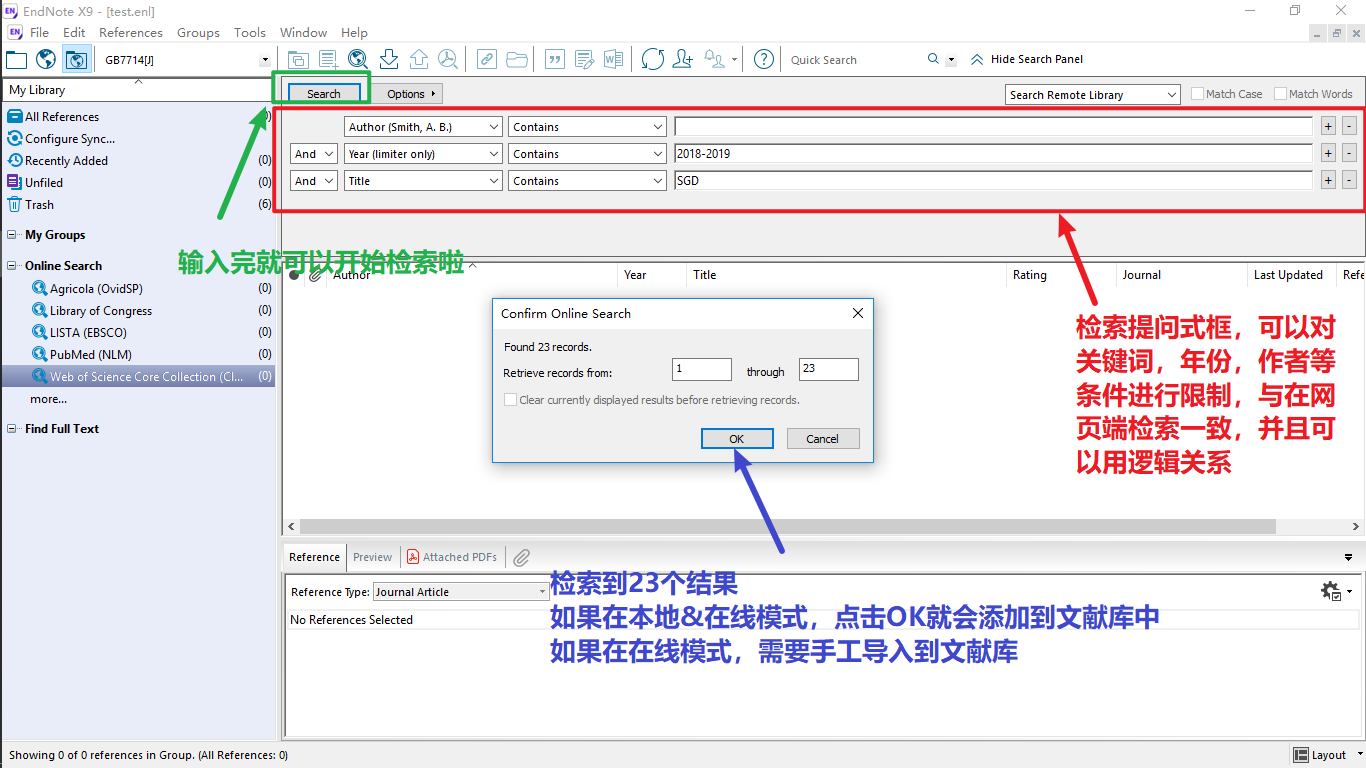 EndNote X9 - [test.enl]
File Edit References Groups Tools Window Help
GB7714[J]
Quick Search
Hide Search Panel
My Library
All References
Configure Sync...
Recently Added (0)
Unfiled (0)
Trash (6)
My Groups
Online Search
Agricola (OvidSP) (0)
Library of Congress (0)
LISTA (EBSCO) (0)
PubMed (NLM) (0)
Web of Science Core Collection (Cl... (0)
more...
Find Full Text
Search Options
Search Remote Library Match Case Match Words
Author (Smith, A. B.) Contains + -
And Year (limiter only) Contains 2018-2019 + -
And Title Contains SGD + -
输入完就可以开始检索啦
Author Year Title Rating Journal Last Updated Refe
Confirm Online Search
Found 23 records.
Retrieve records from: 1 through 23
Clear currently displayed results before retrieving records.
OK Cancel
检索提问式框，可以对
关键词，年份，作者等
条件进行限制，与在网
页端检索一致，并且可
以用逻辑关系
Reference Preview Attached PDFs
Reference Type: Journal Article
No References Selected
检索到23个结果
如果在本地&在线模式，点击OK就会添加到文献库中
如果在在线模式，需要手工导入到文献库
Showing 0 of 0 references in Group. (All References: 0)
Layout